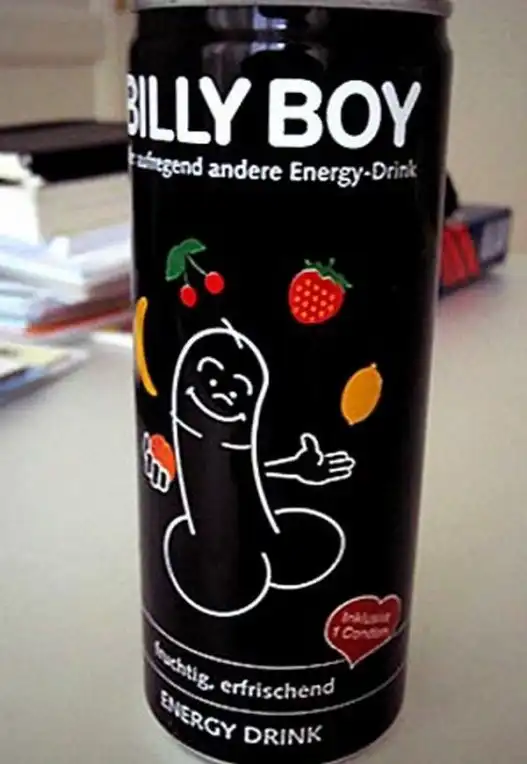 BILLY BOY
aufregend andere Energy-Drink
Inklusive
1 Condom
fruchtig, erfrischend
ENERGY DRINK